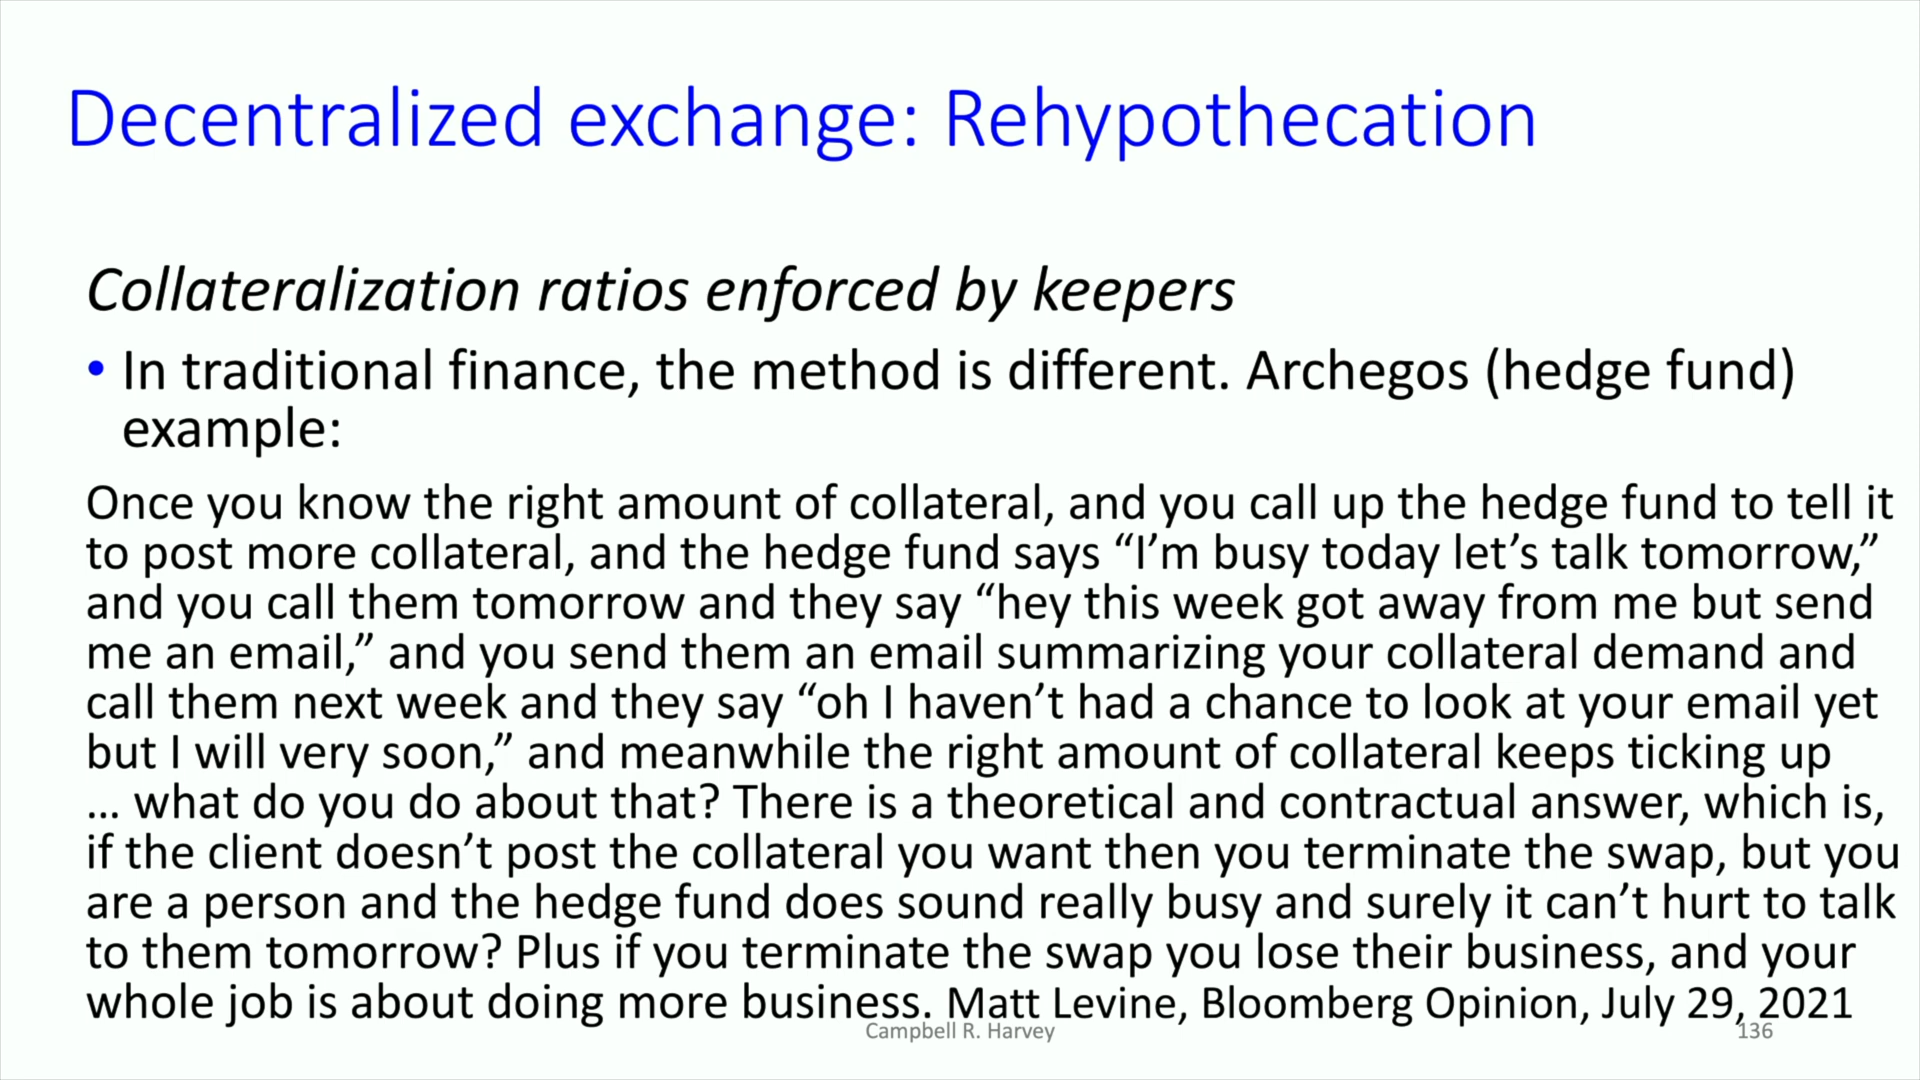 Decentralized exchange: Rehypothecation
Collateralization ratios enforced by keepers
• In traditional finance, the method is different. Archegos (hedge fund)
example:
Once you know the right amount of collateral, and you call up the hedge fund to tell it
to post more collateral, and the hedge fund says “I’m busy today let’s talk tomorrow,”
and you call them tomorrow and they say “hey this week got away from me but send
me an email,” and you send them an email summarizing your collateral demand and
call them next week and they say “oh I haven’t had a chance to look at your email yet
but I will very soon,” and meanwhile the right amount of collateral keeps ticking up
… what do you do about that? There is a theoretical and contractual answer, which is,
if the client doesn’t post the collateral you want then you terminate the swap, but you
are a person and the hedge fund does sound really busy and surely it can’t hurt to talk
to them tomorrow? Plus if you terminate the swap you lose their business, and your
whole job is about doing more business. Matt Levine, Bloomberg Opinion, July 29, 2021
Campbell R. Harvey
136